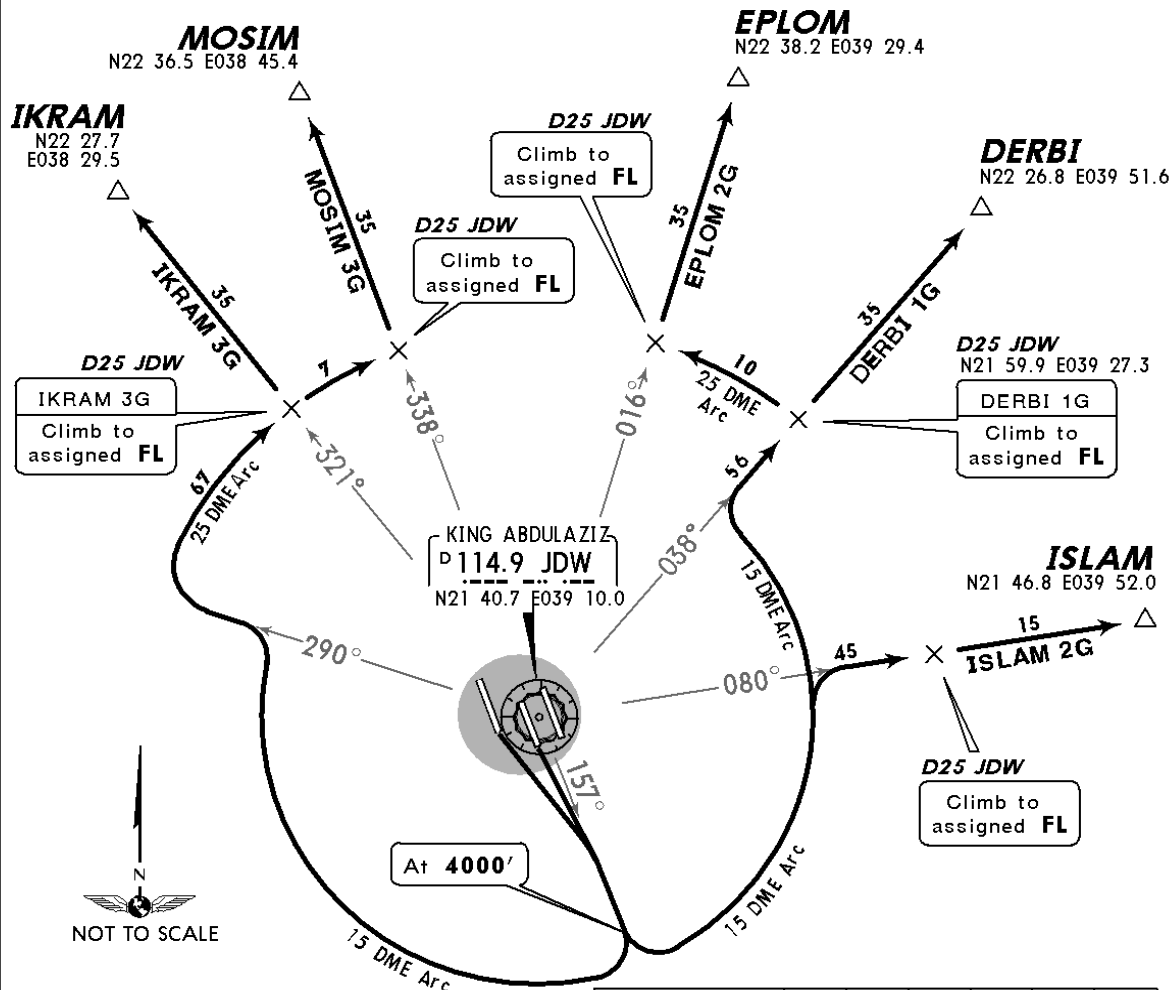 MOSIM
N22 36.5 E038 45.4
EPLOM
N22 38.2 E039 29.4
IKRAM
N22 27.7
E038 29.5
D25 JDW
Climb to
assigned FL
DERBI
N22 26.8 E039 51.6
MOSIM 3G
35
EPLOM 2G
35
D25 JDW
Climb to
assigned FL
IKRAM 3G
35
DERBI 1G
35
D25 JDW
IKRAM 3G
Climb to
assigned FL
7
10
25 DME
Arc
D25 JDW
N21 59.9 E039 27.3
DERBI 1G
Climb to
assigned FL
338°
016°
321°
67
25 DME Arc
56
038°
KING ABDULAZIZ
D 114.9 JDW
N21 40.7 E039 10.0
15 DME Arc
ISLAM
N21 46.8 E039 52.0
290°
080°
45
15
ISLAM 2G
157°
D25 JDW
Climb to
assigned FL
At 4000'
N
NOT TO SCALE
15 DME Arc
15 DME Arc